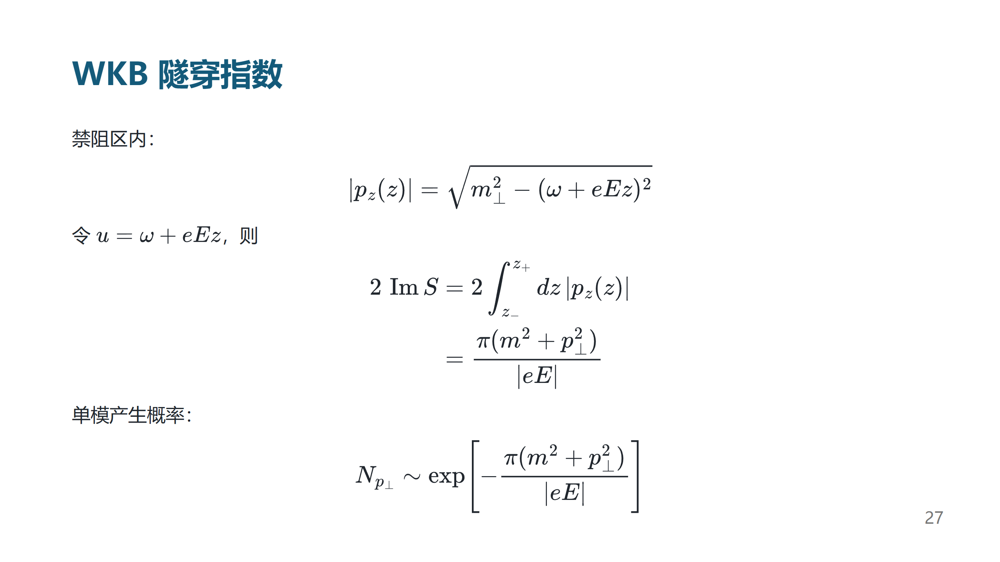 WKB 隧穿指数
禁阻区内：
|p_z(z)| = √(m_⊥^2 − (ω + eEz)^2)
令 u = ω + eEz，则
2 Im S = 2 ∫_{z_−}^{z_+} dz |p_z(z)|
= π(m^2 + p_⊥^2) / |eE|
单模产生概率：
N_{p_⊥} ∼ exp[−π(m^2 + p_⊥^2) / |eE|]
27